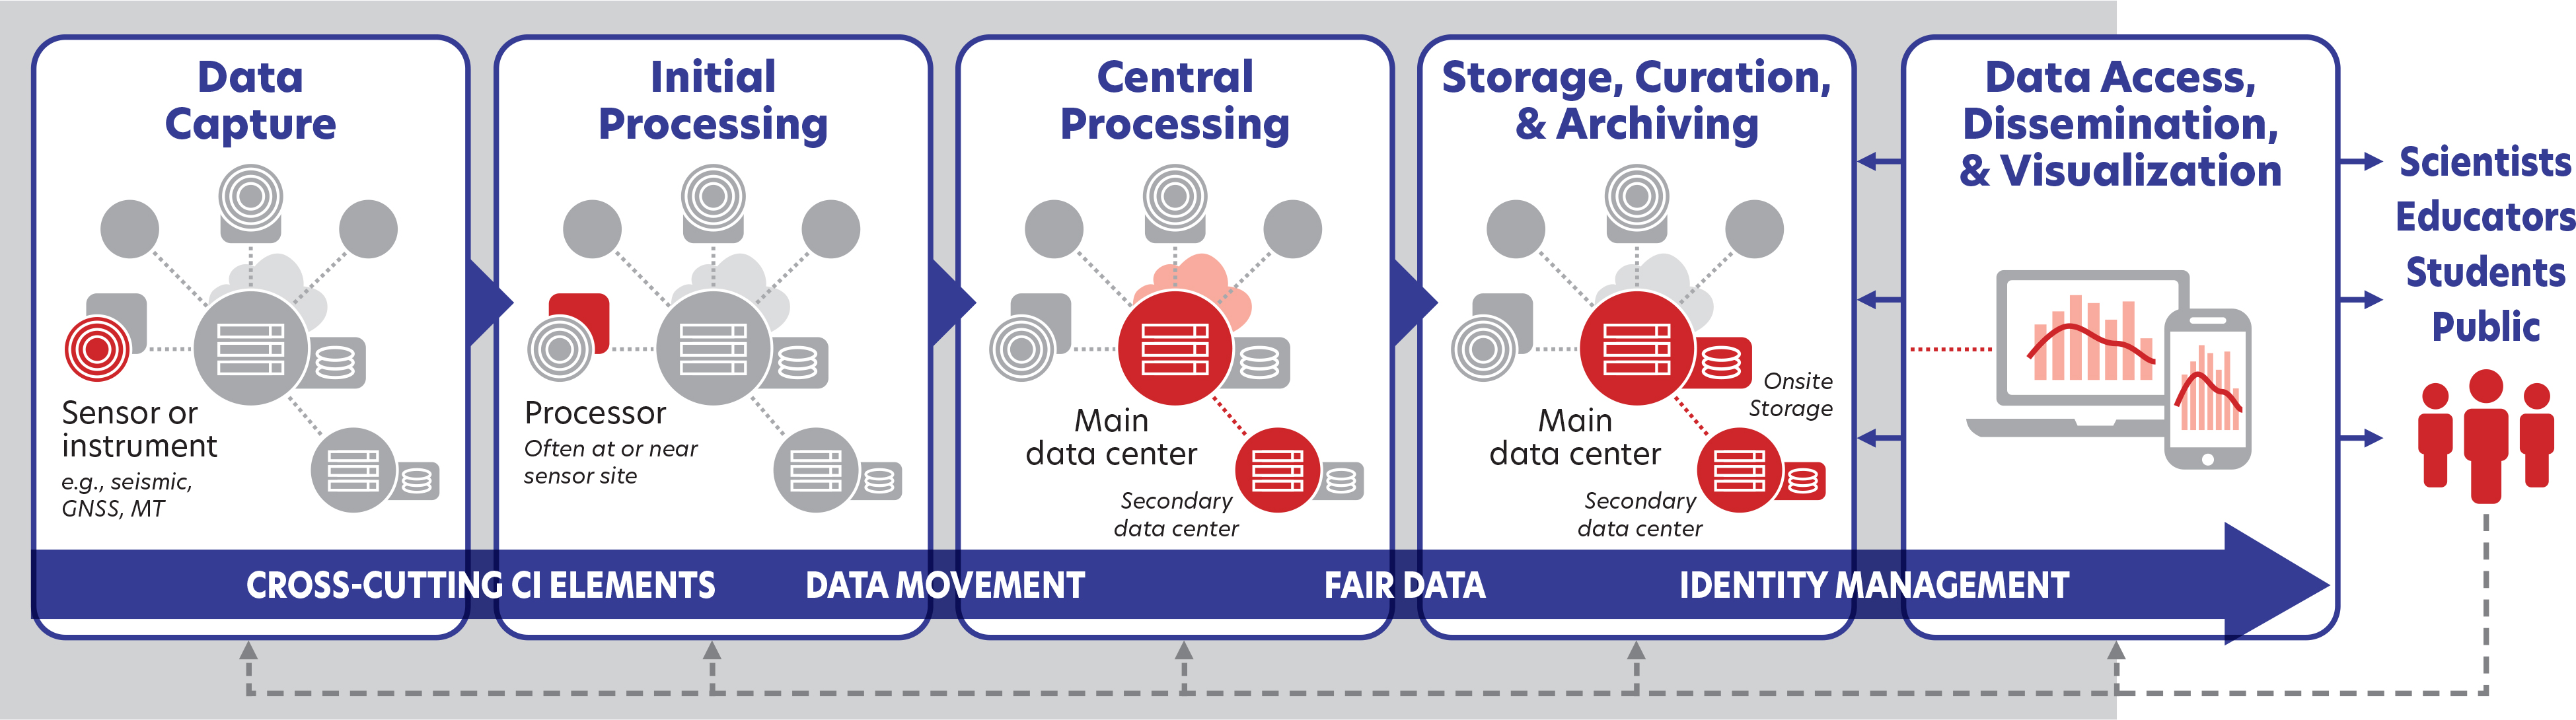 Data
Capture
Sensor or
instrument
e.g., seismic,
GNSS, MT
Initial
Processing
Processor
Often at or near
sensor site
Central
Processing
Main
data center
Secondary
data center
Storage, Curation,
& Archiving
Onsite
Storage
Main
data center
Secondary
data center
Data Access,
Dissemination,
& Visualization
Scientists
Educators
Students
Public
CROSS-CUTTING CI ELEMENTS DATA MOVEMENT FAIR DATA IDENTITY MANAGEMENT